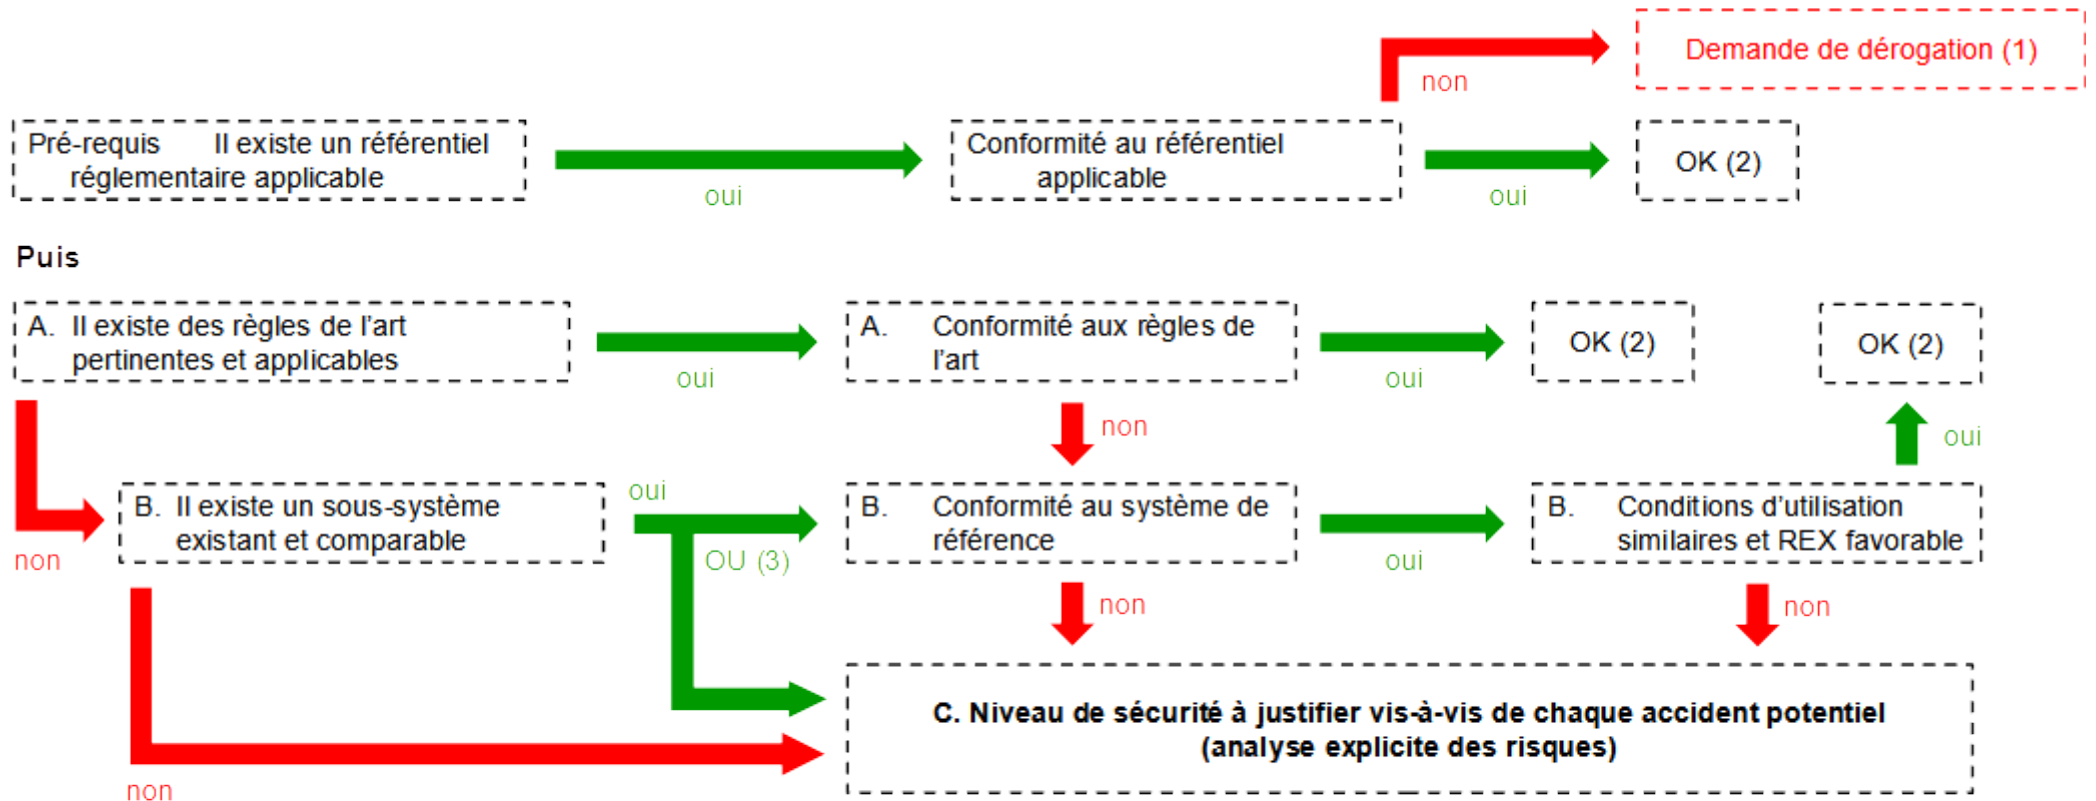 Demande de dérogation (1)
non
Pré-requis Il existe un référentiel
réglementaire applicable
oui
Conformité au référentiel
applicable
oui
OK (2)
Puis
A. Il existe des règles de l'art
pertinentes et applicables
oui
A. Conformité aux règles de
l'art
oui
OK (2)
OK (2)
non
oui
non
B. Il existe un sous-système
existant et comparable
oui
OU (3)
B. Conformité au système de
référence
oui
B. Conditions d'utilisation
similaires et REX favorable
non
non
C. Niveau de sécurité à justifier vis-à-vis de chaque accident potentiel
(analyse explicite des risques)
non